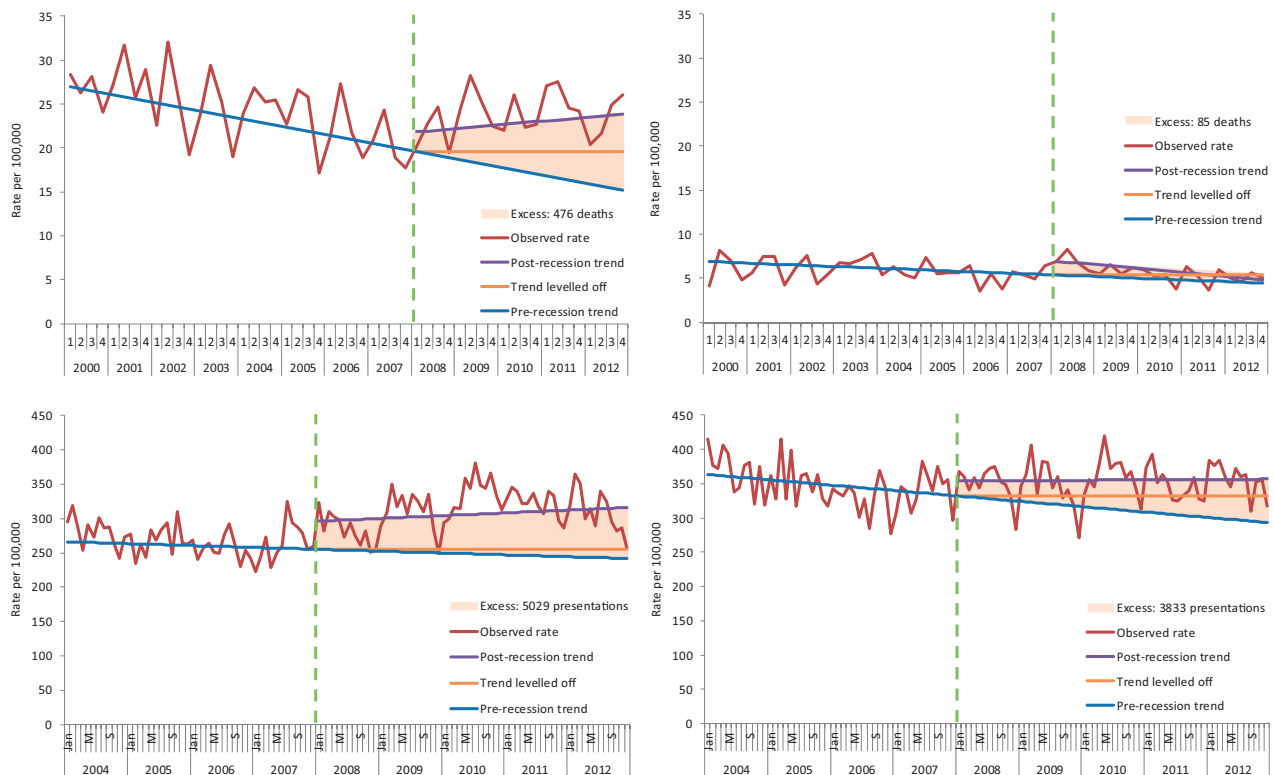 Rate per 100,000
35
30
25
20
15
10
5
0
Excess: 476 deaths
Observed rate
Post-recession trend
Trend levelled off
Pre-recession trend
1 2 3 4 1 2 3 4 1 2 3 4 1 2 3 4 1 2 3 4 1 2 3 4 1 2 3 4 1 2 3 4 1 2 3 4 1 2 3 4 1 2 3 4 1 2 3 4 1 2 3 4
2000 2001 2002 2003 2004 2005 2006 2007 2008 2009 2010 2011 2012
Rate per 100,000
35
30
25
20
15
10
5
0
Excess: 85 deaths
Observed rate
Post-recession trend
Trend levelled off
Pre-recession trend
1 2 3 4 1 2 3 4 1 2 3 4 1 2 3 4 1 2 3 4 1 2 3 4 1 2 3 4 1 2 3 4 1 2 3 4 1 2 3 4 1 2 3 4 1 2 3 4 1 2 3 4
2000 2001 2002 2003 2004 2005 2006 2007 2008 2009 2010 2011 2012
Rate per 100,000
450
400
350
300
250
200
150
100
50
0
Excess: 5029 presentations
Observed rate
Post-recession trend
Trend levelled off
Pre-recession trend
Jan M S Jan M S Jan M S Jan M S Jan M S Jan M S Jan M S Jan M S Jan M S
2004 2005 2006 2007 2008 2009 2010 2011 2012
Rate per 100,000
450
400
350
300
250
200
150
100
50
0
Excess: 3833 presentations
Observed rate
Post-recession trend
Trend levelled off
Pre-recession trend
Jan M S Jan M S Jan M S Jan M S Jan M S Jan M S Jan M S Jan M S Jan M S
2004 2005 2006 2007 2008 2009 2010 2011 2012